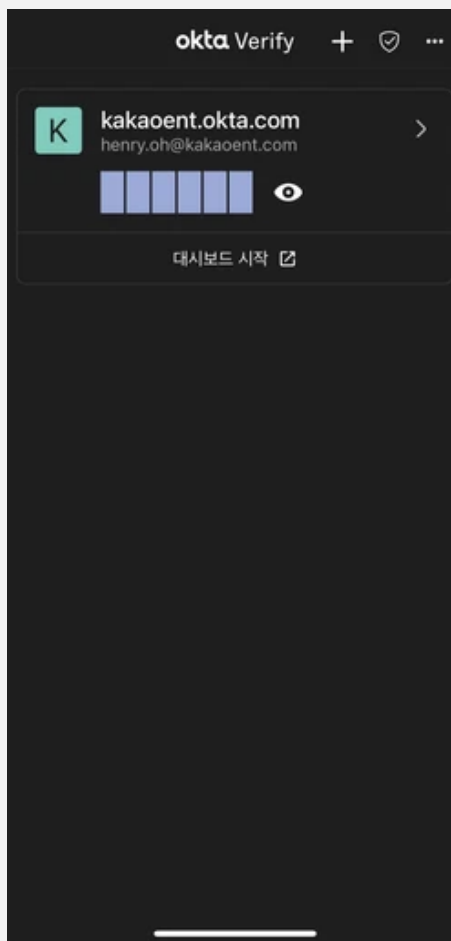 okta Verify
K
kakaoent.okta.com
henry.oh@kakaoent.com
대시보드 시작